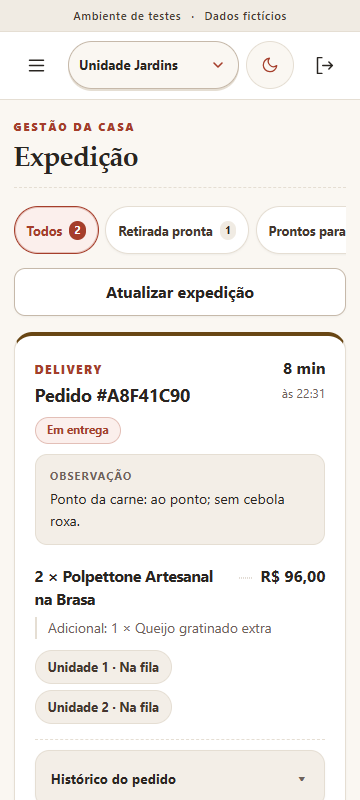 Ambiente de testes · Dados fictícios
Unidade Jardins
GESTÃO DA CASA
Expedição
Todos 2
Retirada pronta 1
Prontos para
Atualizar expedição
DELIVERY
8 min
Pedido #A8F41C90
às 22:31
Em entrega
OBSERVAÇÃO
Ponto da carne: ao ponto; sem cebola
roxa.
2 × Polpettone Artesanal
na Brasa
R$ 96,00
Adicional: 1 × Queijo gratinado extra
Unidade 1 · Na fila
Unidade 2 · Na fila
Histórico do pedido